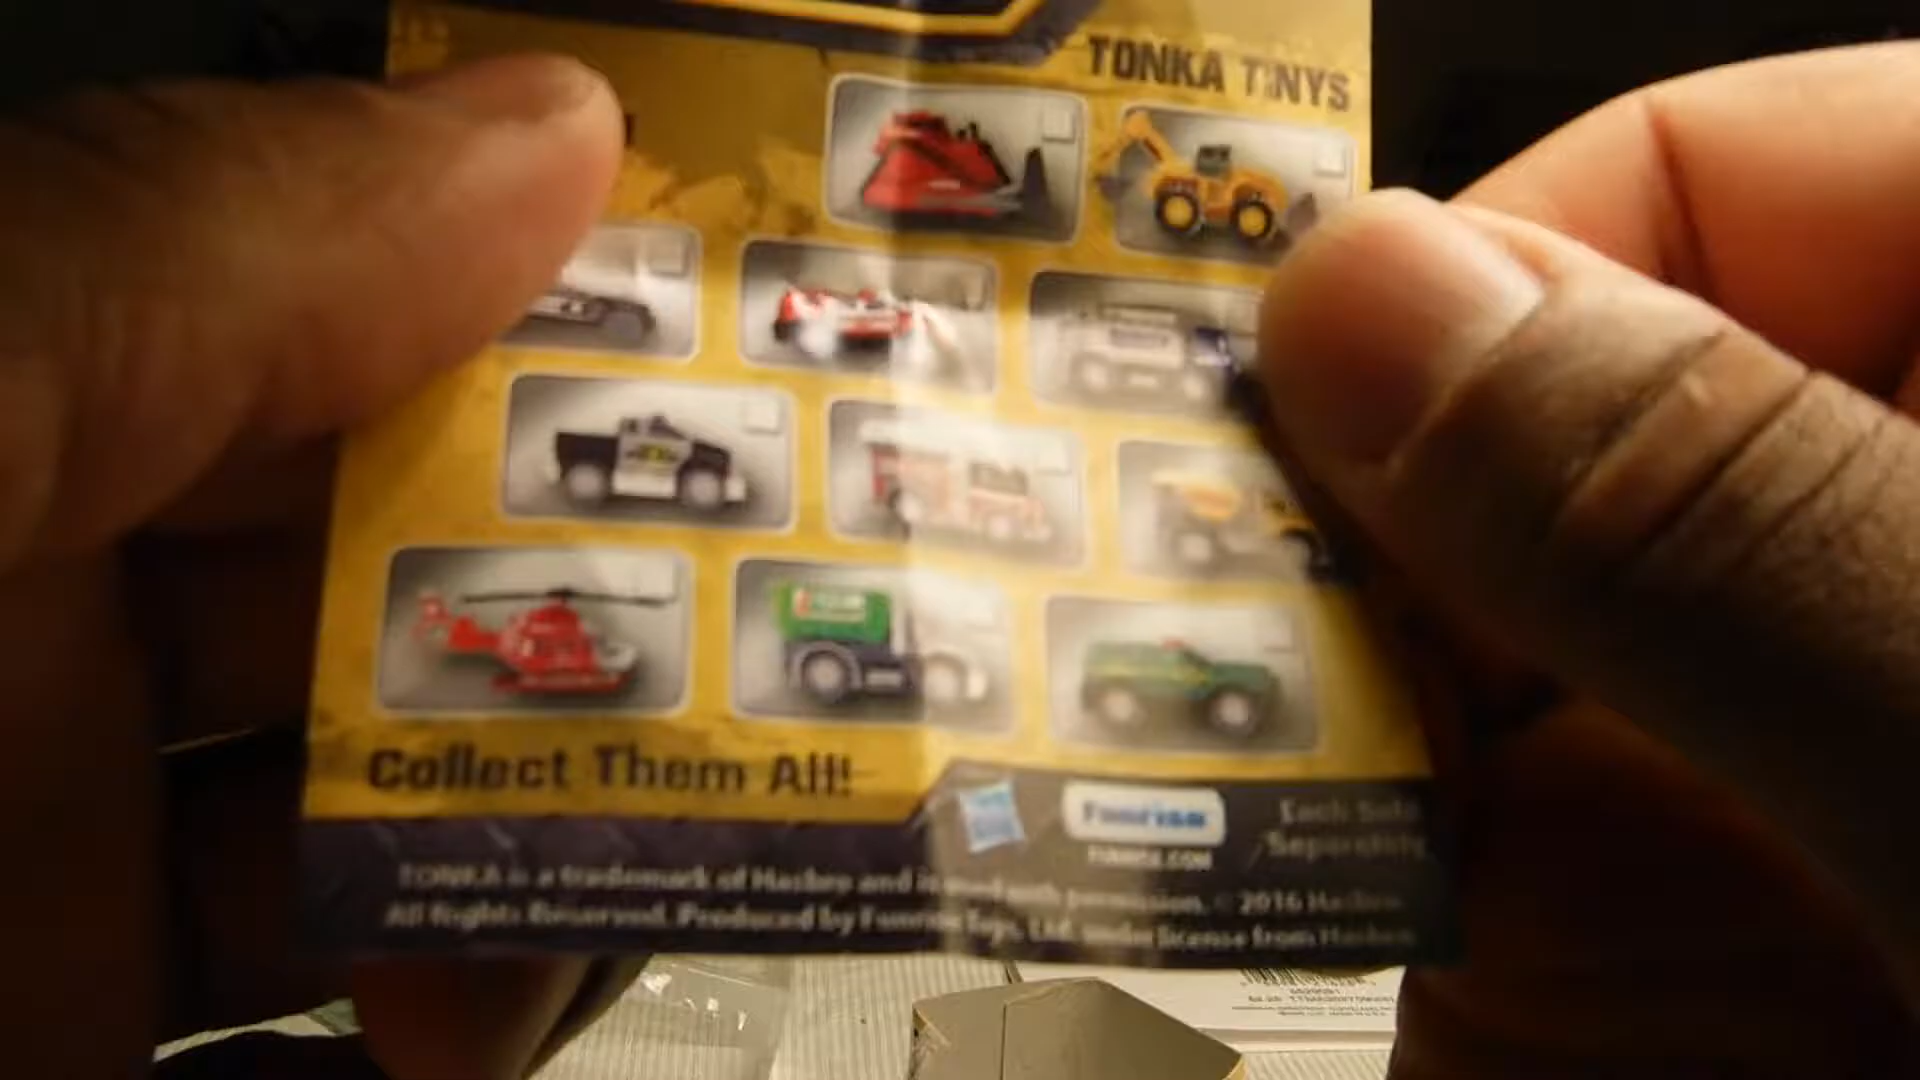 TONKA TINYS
Collect Them All!
Funrise
FUNRISE.COM
Each Sold
Separately
TONKA is a trademark of Hasbro and is used with permission. © 2016 Hasbro.
All Rights Reserved. Produced by Funrise Toys, Ltd. under license from Hasbro.